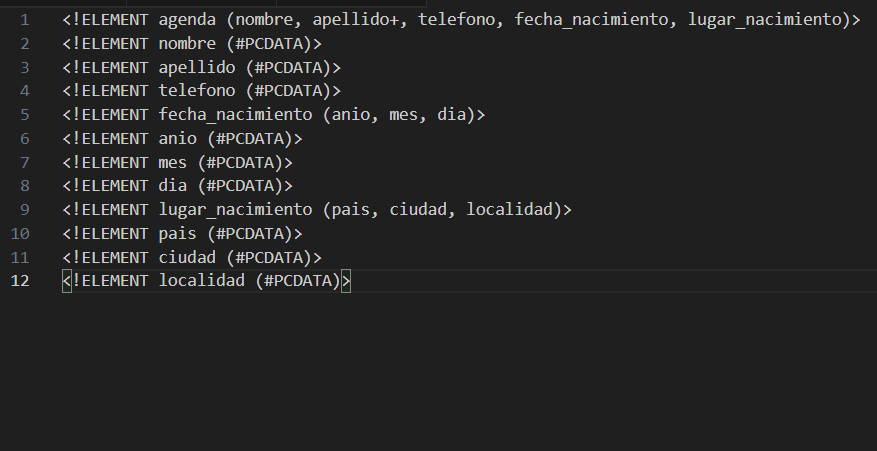 1 <!ELEMENT agenda (nombre, apellido+, telefono, fecha_nacimiento, lugar_nacimiento)>
2 <!ELEMENT nombre (#PCDATA)>
3 <!ELEMENT apellido (#PCDATA)>
4 <!ELEMENT telefono (#PCDATA)>
5 <!ELEMENT fecha_nacimiento (anio, mes, dia)>
6 <!ELEMENT anio (#PCDATA)>
7 <!ELEMENT mes (#PCDATA)>
8 <!ELEMENT dia (#PCDATA)>
9 <!ELEMENT lugar_nacimiento (pais, ciudad, localidad)>
10 <!ELEMENT pais (#PCDATA)>
11 <!ELEMENT ciudad (#PCDATA)>
12 <!ELEMENT localidad (#PCDATA)>